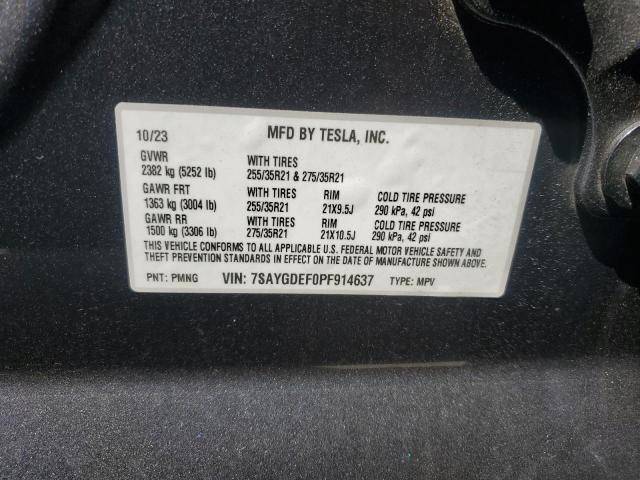 10/23 MFD BY TESLA, INC.
GVWR WITH TIRES
2382 kg (5252 lb) 255/35R21 & 275/35R21
GAWR FRT WITH TIRES RIM COLD TIRE PRESSURE
1363 kg (3004 lb) 255/35R21 21X9.5J 290 kPa, 42 psi
GAWR RR WITH TIRES RIM COLD TIRE PRESSURE
1500 kg (3306 lb) 275/35R21 21X10.5J 290 kPa, 42 psi
THIS VEHICLE CONFORMS TO ALL APPLICABLE U.S. FEDERAL MOTOR VEHICLE SAFETY AND
THEFT PREVENTION STANDARDS IN EFFECT ON THE DATE OF MANUFACTURE SHOWN ABOVE.
PNT: PMNG VIN: 7SAYGDEF0PF914637 TYPE: MPV